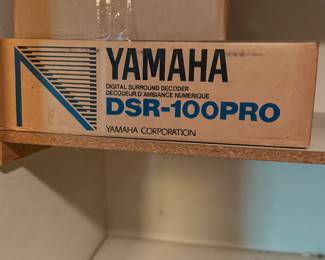 YAMAHA
DIGITAL SURROUND DECODER
DECODEUR D'AMBIANCE NUMERIQUE
DSR-100PRO
YAMAHA CORPORATION